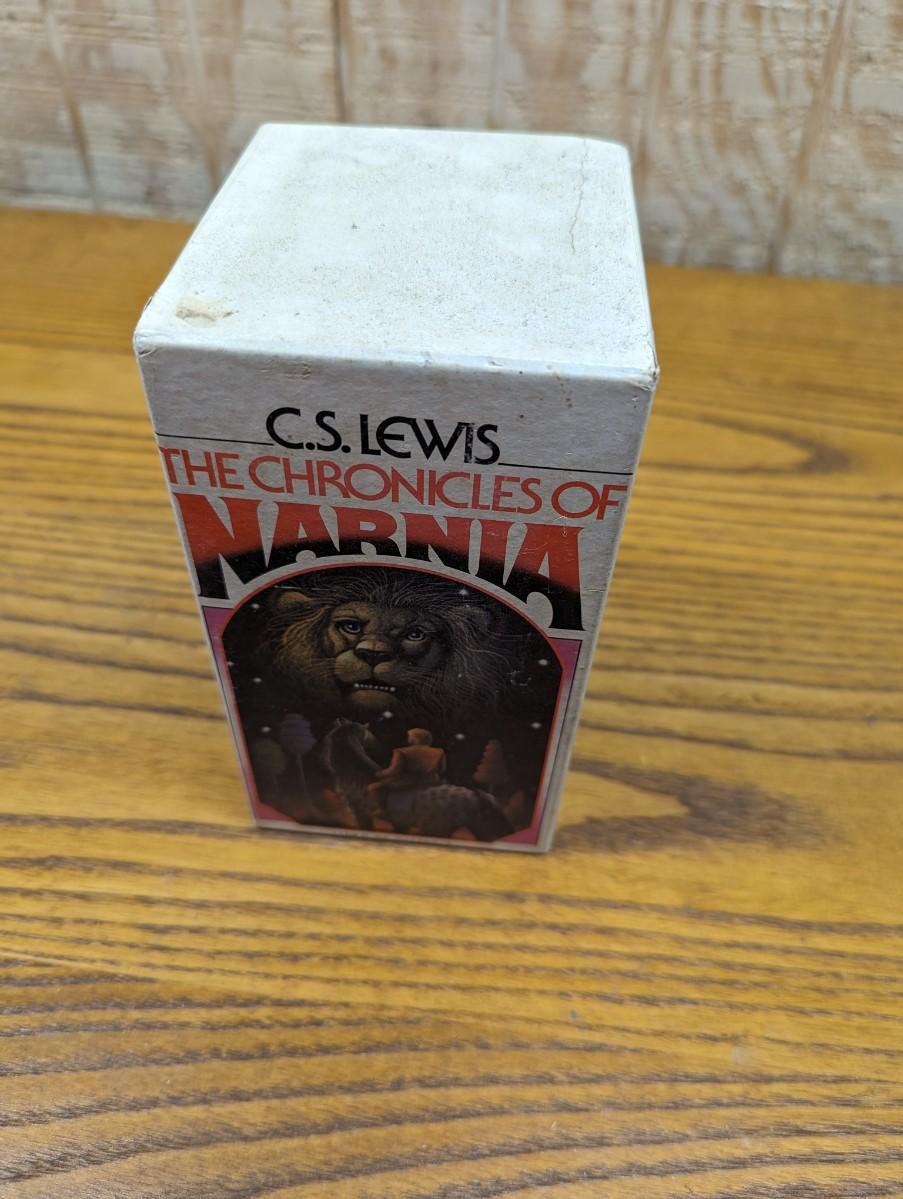 C.S. LEWIS
THE CHRONICLES OF
NARNIA